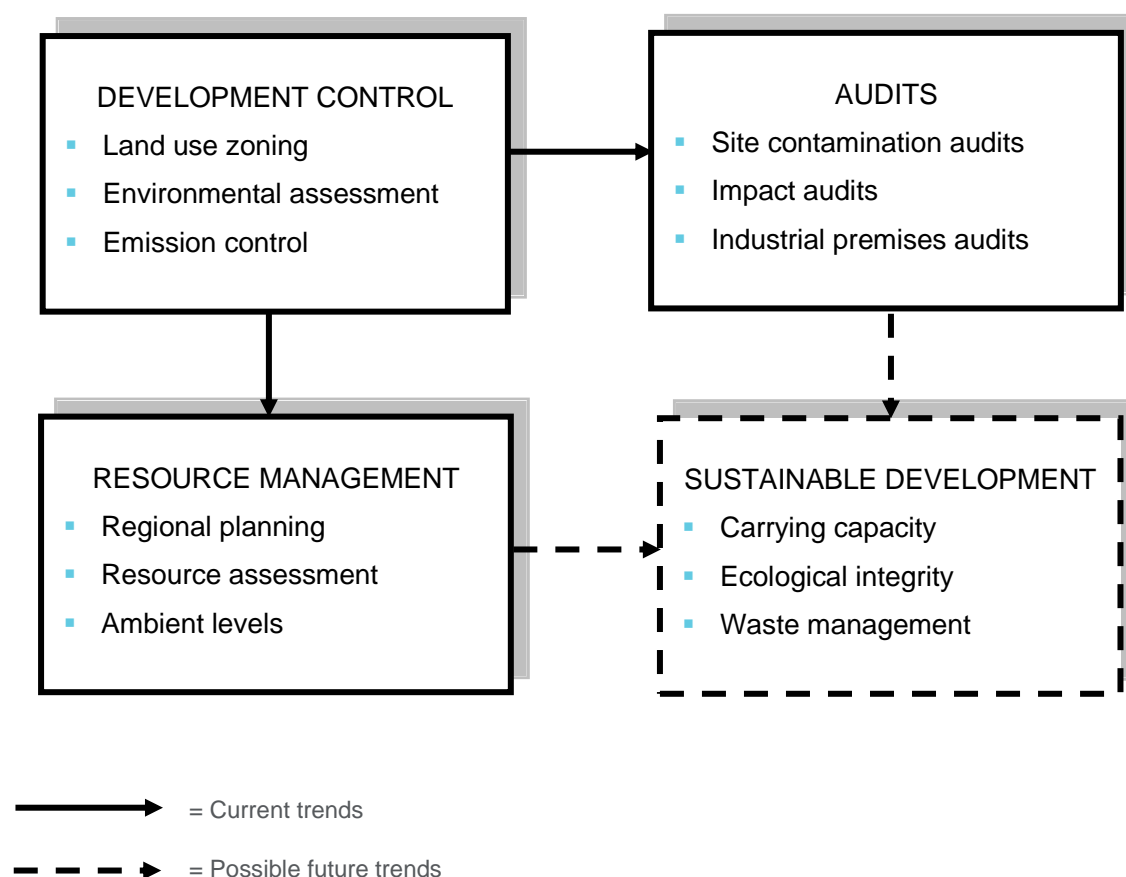 DEVELOPMENT CONTROL
▪ Land use zoning
▪ Environmental assessment
▪ Emission control
AUDITS
▪ Site contamination audits
▪ Impact audits
▪ Industrial premises audits
RESOURCE MANAGEMENT
▪ Regional planning
▪ Resource assessment
▪ Ambient levels
SUSTAINABLE DEVELOPMENT
▪ Carrying capacity
▪ Ecological integrity
▪ Waste management
= Current trends
= Possible future trends